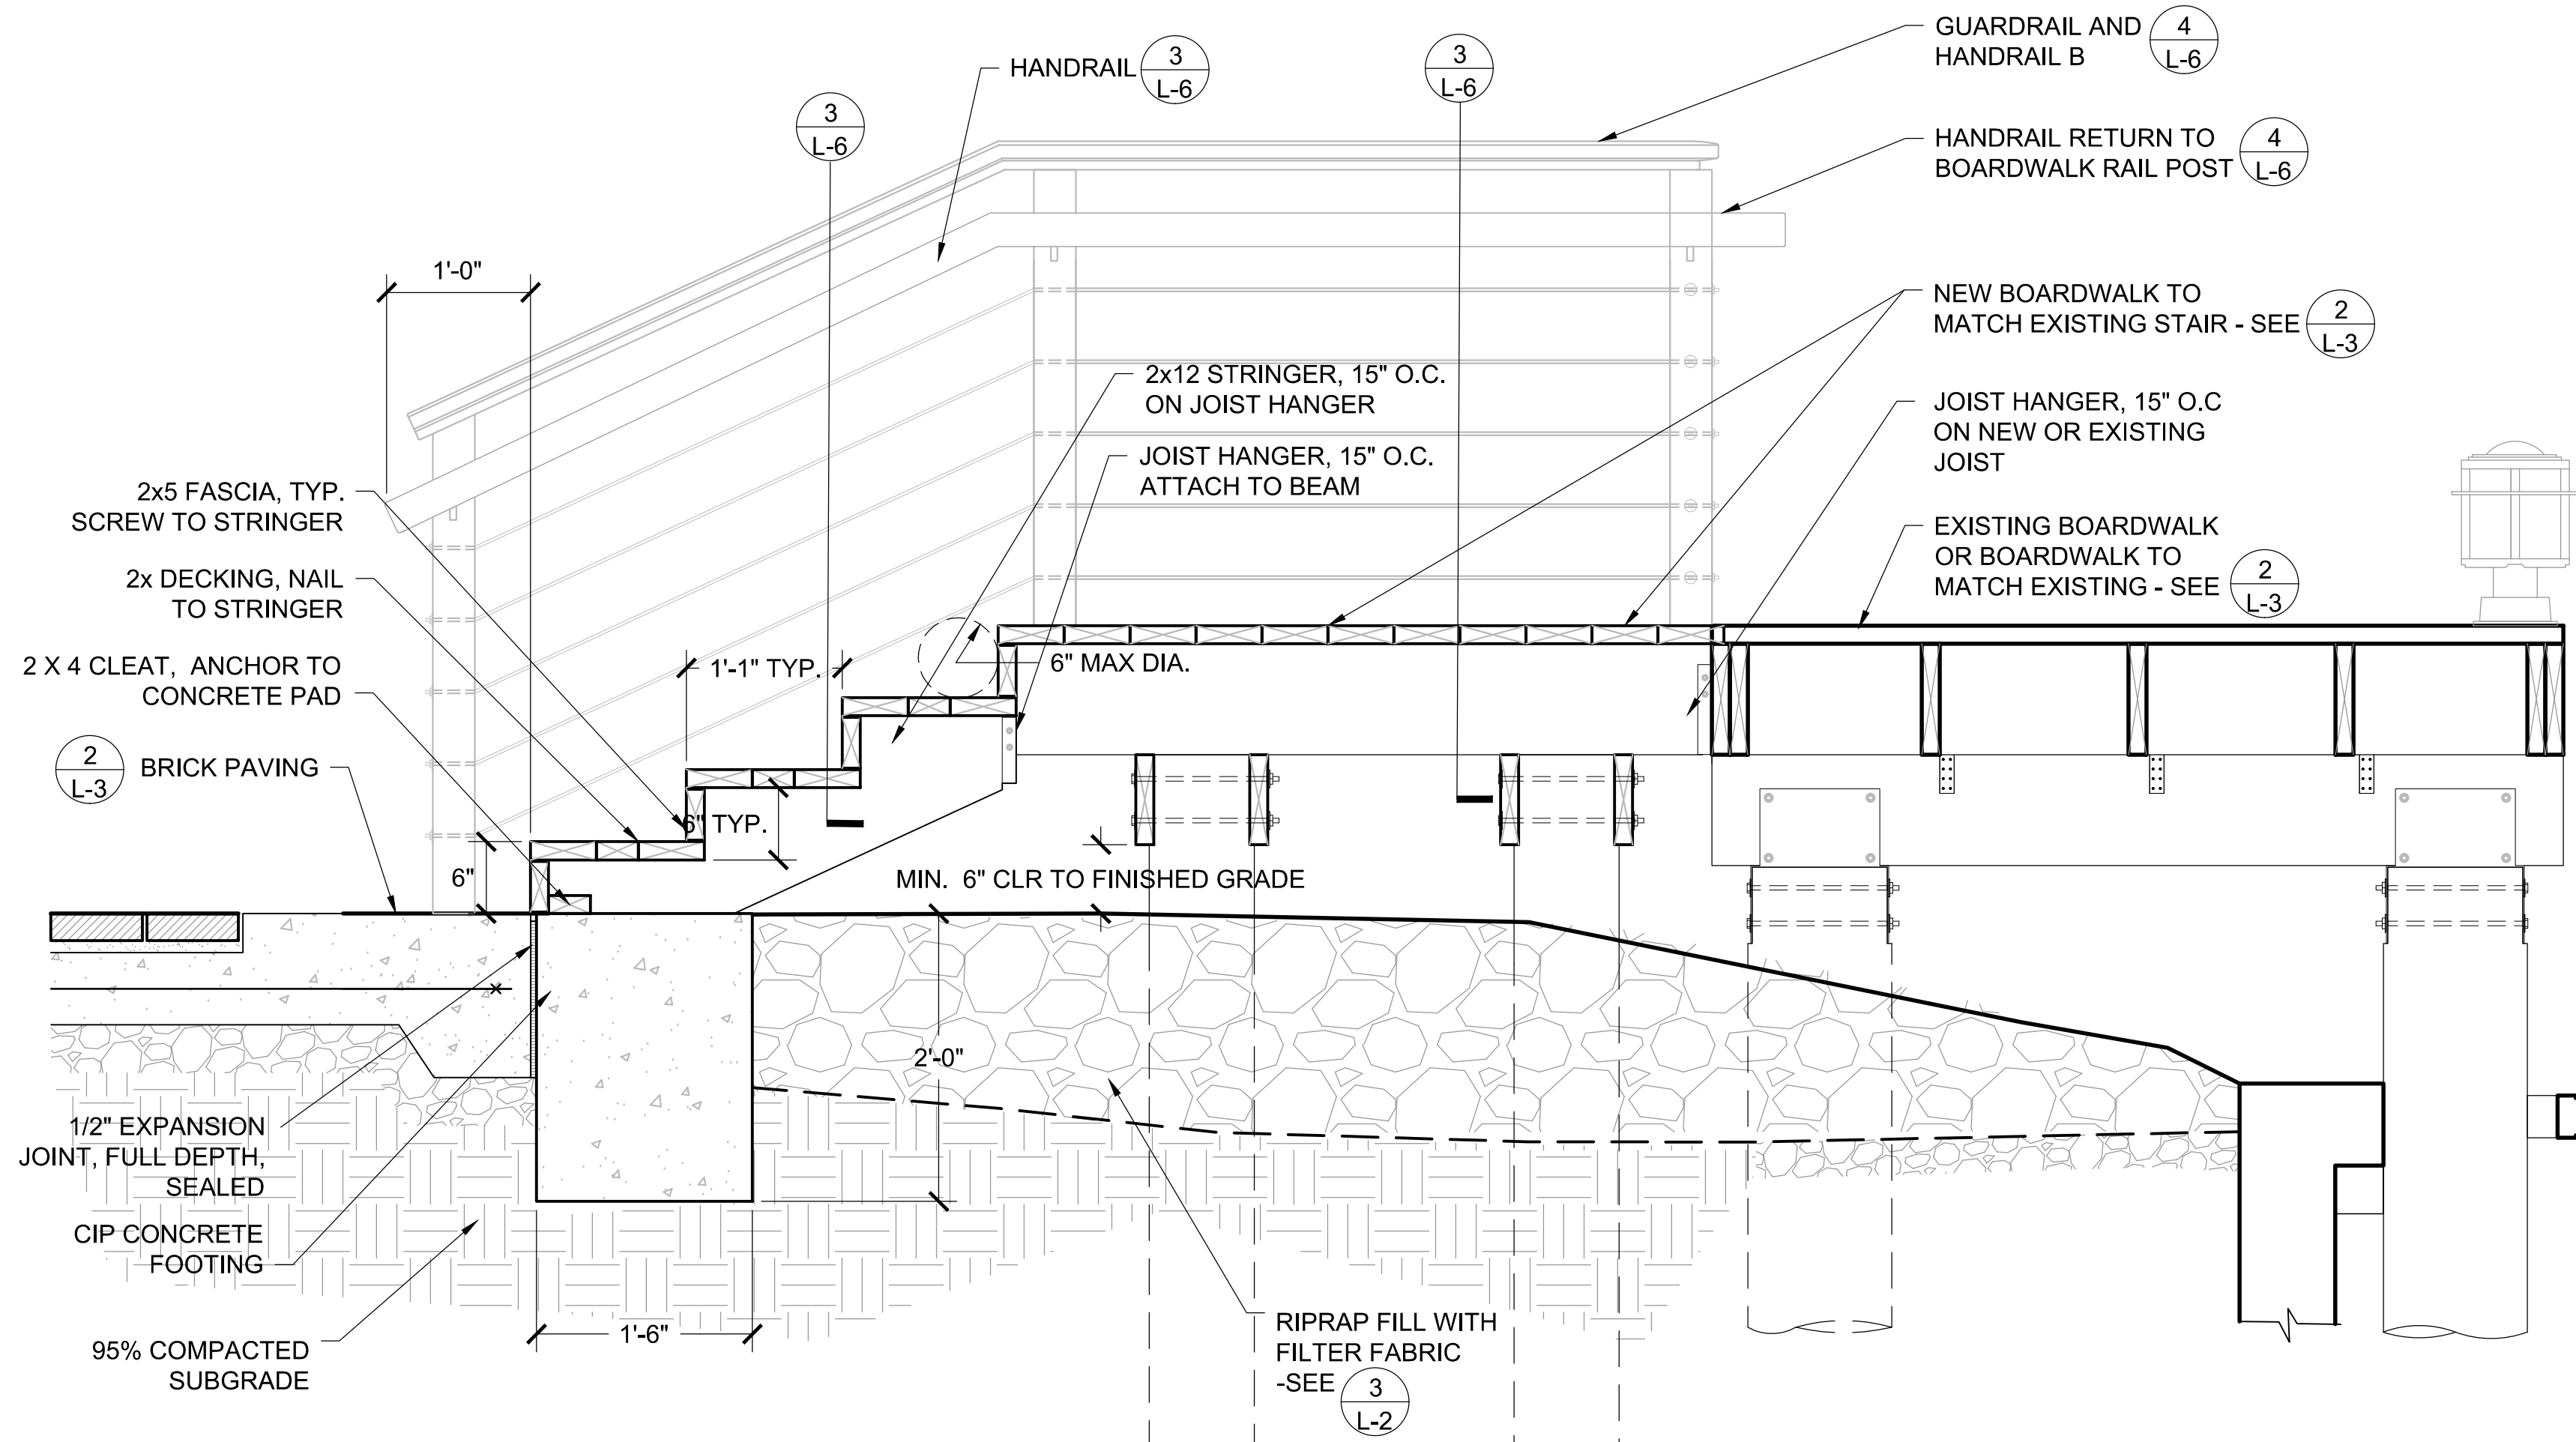 GUARDRAIL AND
HANDRAIL B
4
L-6
HANDRAIL
3
L-6
3
L-6
3
L-6
HANDRAIL RETURN TO
BOARDWALK RAIL POST
4
L-6
1'-0"
NEW BOARDWALK TO
MATCH EXISTING STAIR - SEE
2
L-3
2x12 STRINGER, 15" O.C.
ON JOIST HANGER
JOIST HANGER, 15" O.C
ON NEW OR EXISTING
JOIST
JOIST HANGER, 15" O.C.
ATTACH TO BEAM
2x5 FASCIA, TYP.
SCREW TO STRINGER
EXISTING BOARDWALK
OR BOARDWALK TO
MATCH EXISTING - SEE
2
L-3
2x DECKING, NAIL
TO STRINGER
2 X 4 CLEAT, ANCHOR TO
CONCRETE PAD
1'-1" TYP.
6" MAX DIA.
2
L-3
BRICK PAVING
6" TYP.
6"
MIN. 6" CLR TO FINISHED GRADE
2'-0"
1/2" EXPANSION
JOINT, FULL DEPTH,
SEALED
CIP CONCRETE
FOOTING
1'-6"
95% COMPACTED
SUBGRADE
RIPRAP FILL WITH
FILTER FABRIC
-SEE
3
L-2